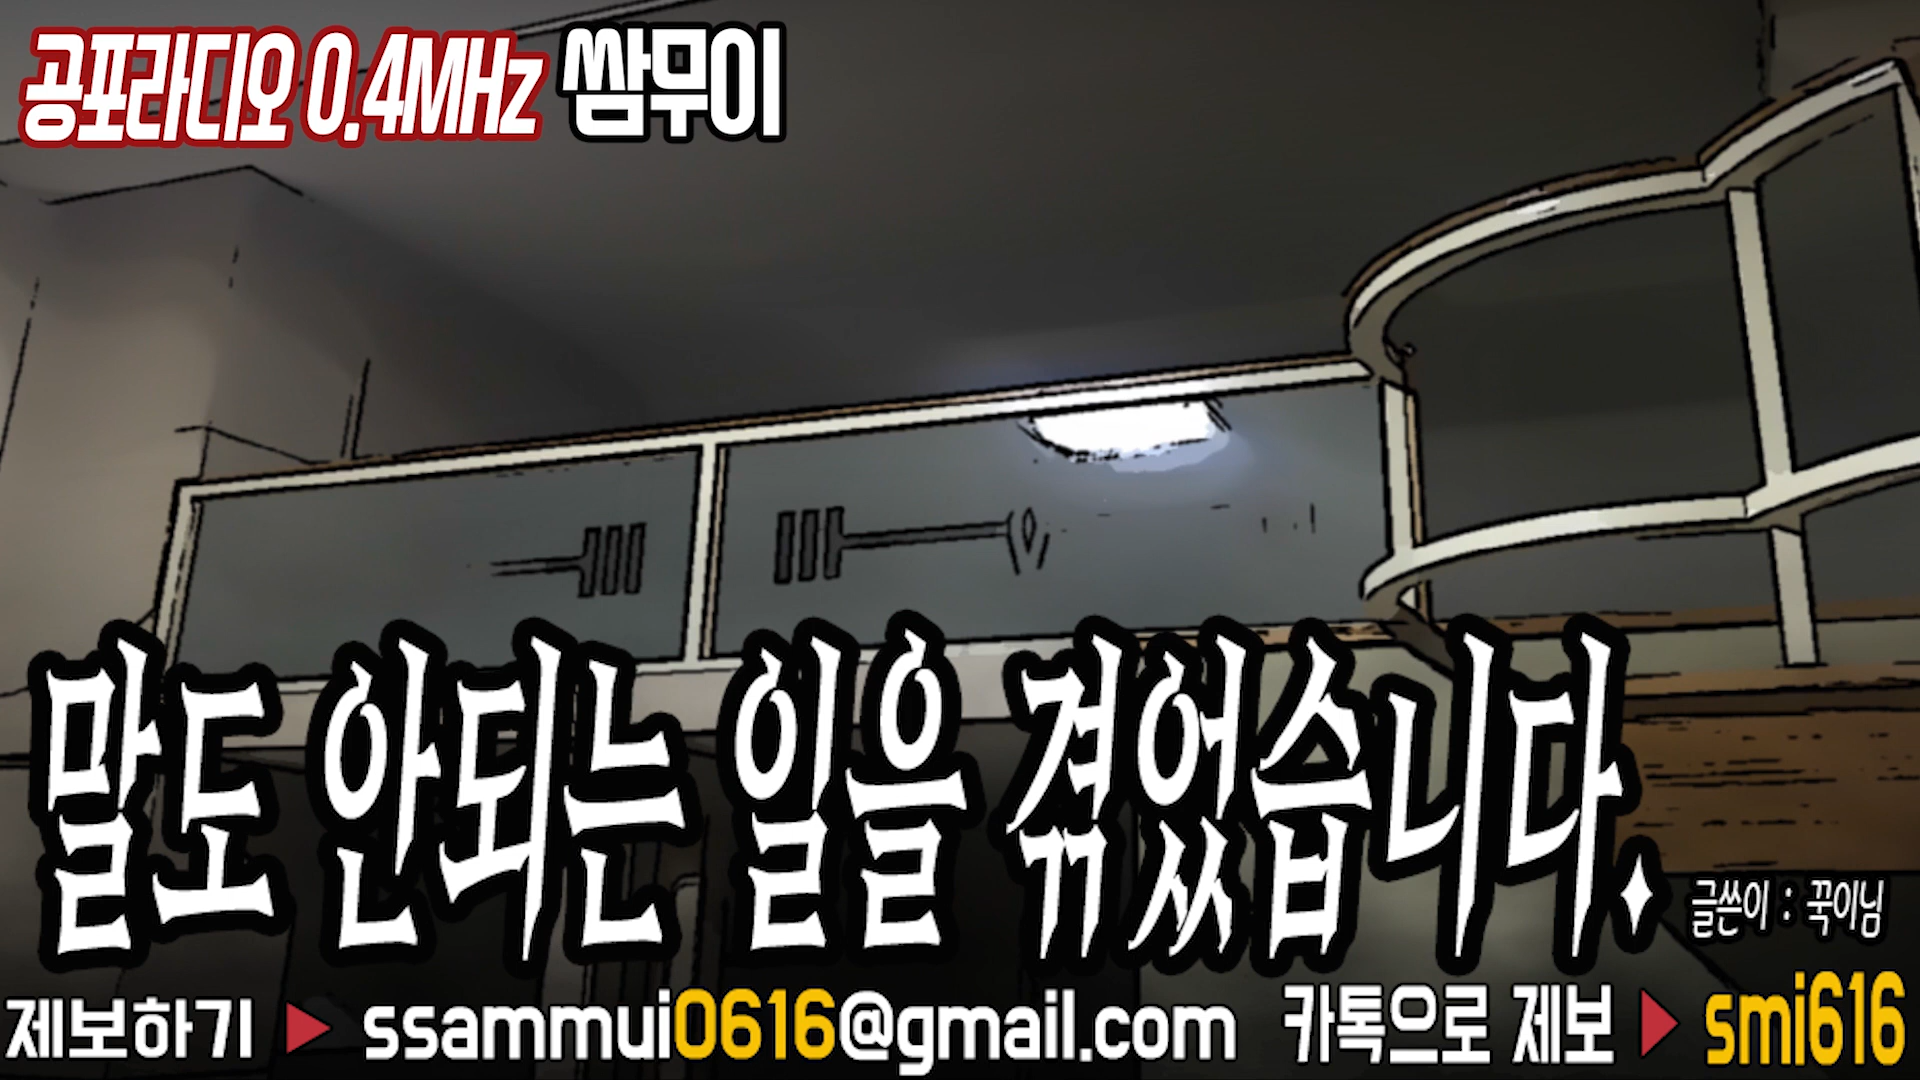 공포라디오 0.4MHz 쌈무이
말도 안되는 일을 겪었습니다.
글쓴이 : 꾹이님
제보하기 ▶ ssammui0616@gmail.com 카톡으로 제보 ▶ smi616